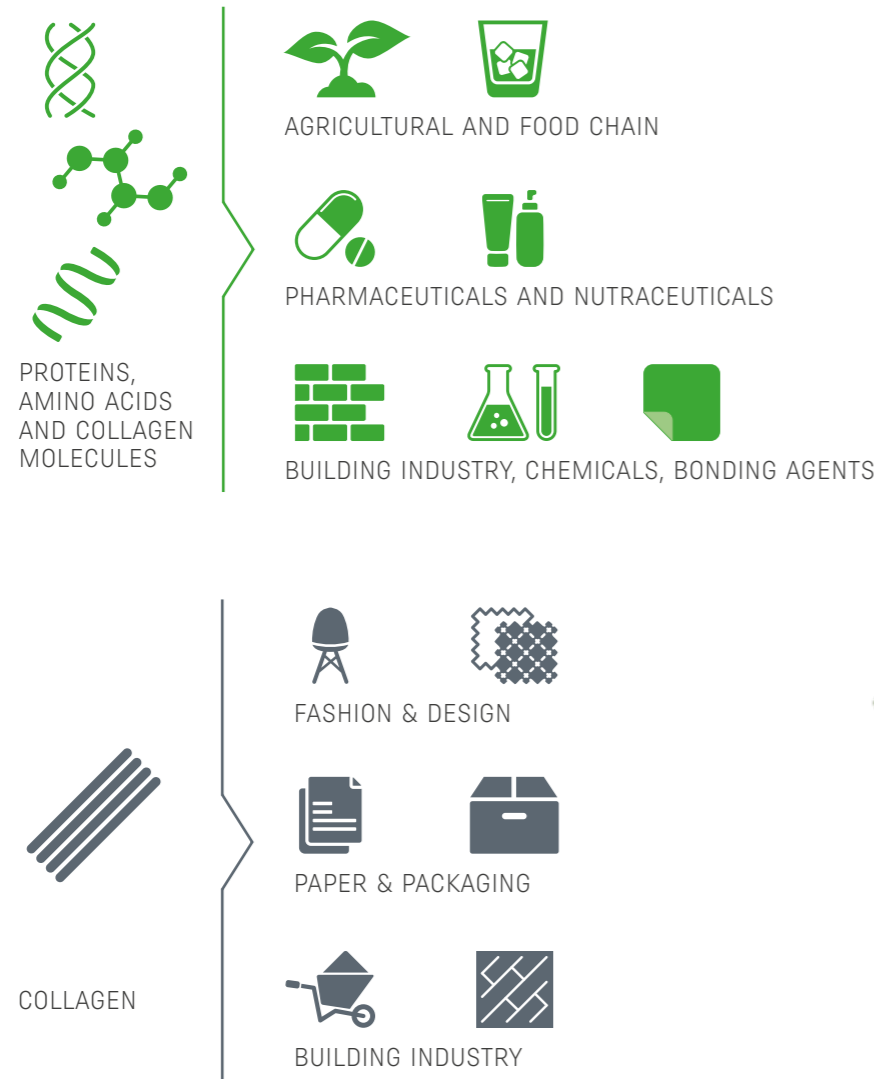 PROTEINS,
AMINO ACIDS
AND COLLAGEN
MOLECULES
AGRICULTURAL AND FOOD CHAIN
PHARMACEUTICALS AND NUTRACEUTICALS
BUILDING INDUSTRY, CHEMICALS, BONDING AGENTS
COLLAGEN
FASHION & DESIGN
PAPER & PACKAGING
BUILDING INDUSTRY